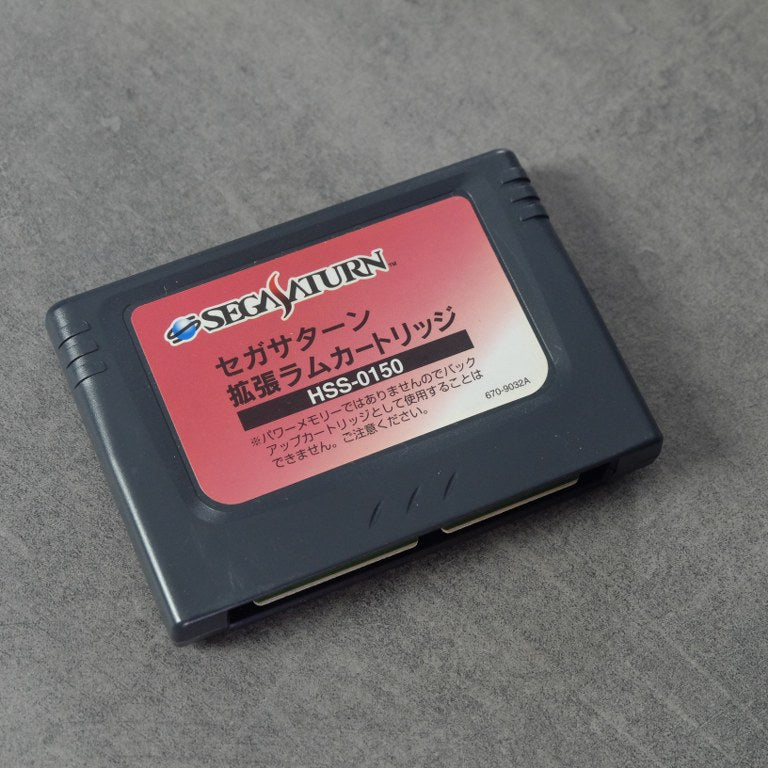 SEGA SATURN™
セガサターン
拡張ラムカートリッジ
HSS-0150
※パワーメモリーではありませんのでバック
アップカートリッジとして使用することは
できません。ご注意ください。
670-9032A